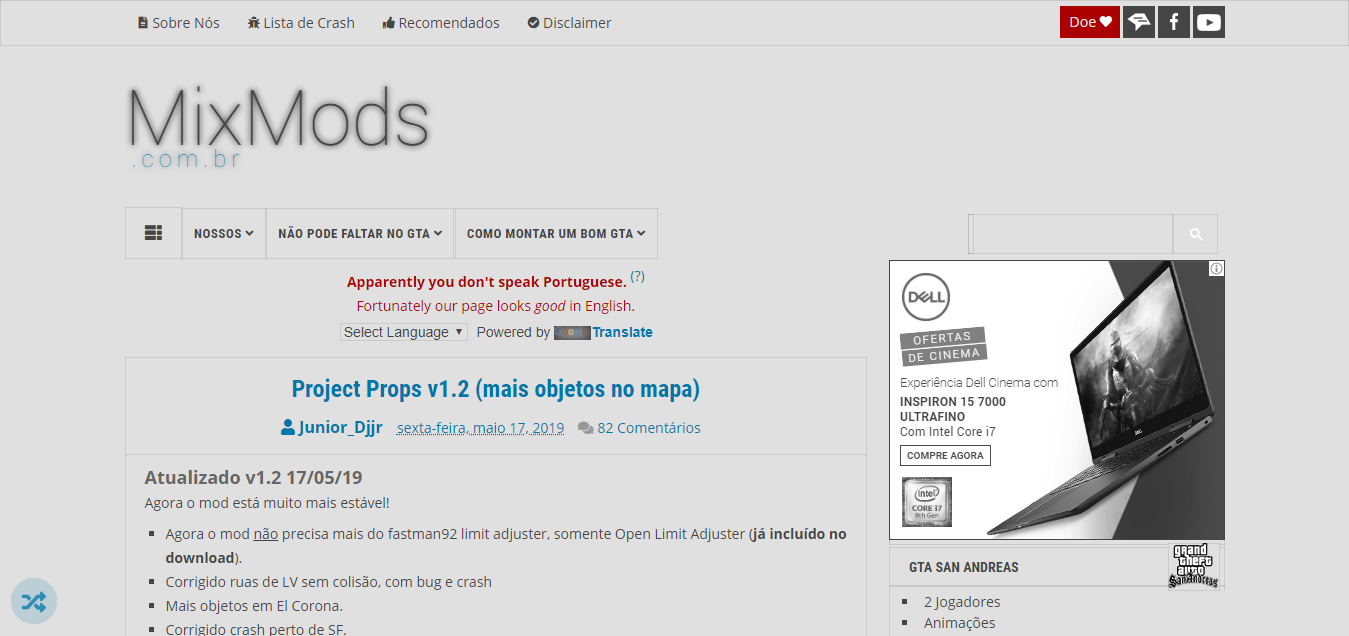 Sobre Nós Lista de Crash Recomendados Disclaimer Doe
MixMods
.com.br
NOSSOS NÃO PODE FALTAR NO GTA COMO MONTAR UM BOM GTA
Apparently you don't speak Portuguese. (?)
Fortunately our page looks good in English.
Select Language ▼ Powered by Translate
Project Props v1.2 (mais objetos no mapa)
Junior_Djjr sexta-feira, maio 17, 2019 82 Comentários
Atualizado v1.2 17/05/19
Agora o mod está muito mais estável!
Agora o mod não precisa mais do fastman92 limit adjuster, somente Open Limit Adjuster (já incluído no
download).
Corrigido ruas de LV sem colisão, com bug e crash
Mais objetos em El Corona.
Corrigido crash perto de SF.
DELL
OFERTAS
DE CINEMA
Experiência Dell Cinema com
INSPIRON 15 7000
ULTRAFINO
Com Intel Core i7
COMPRE AGORA
intel
CORE i7
8th Gen
DELL
GTA SAN ANDREAS
grand
theft
auto
SanAndreas
2 Jogadores
Animações